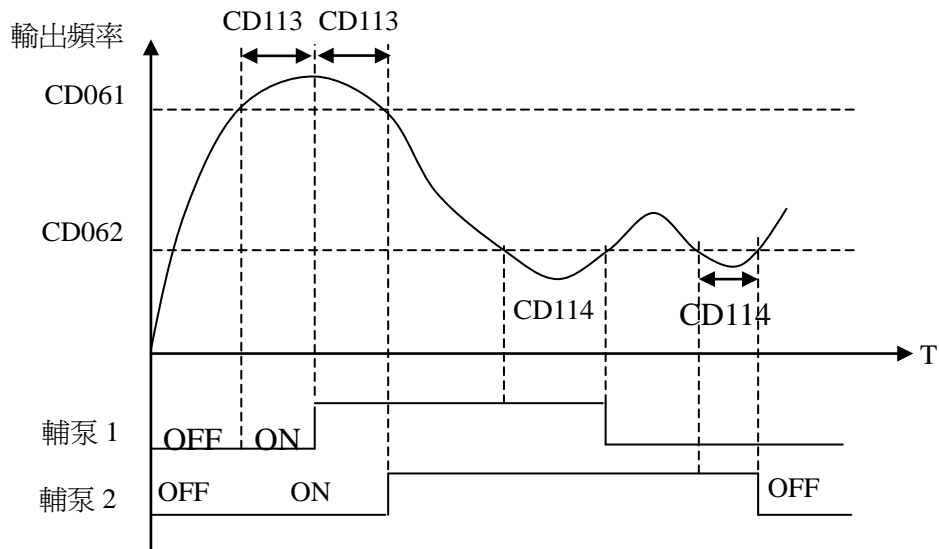 CD113 CD113
輸出頻率
CD061
CD062
CD114
CD114
T
輔泵 1
OFF ON
輔泵 2
OFF ON OFF